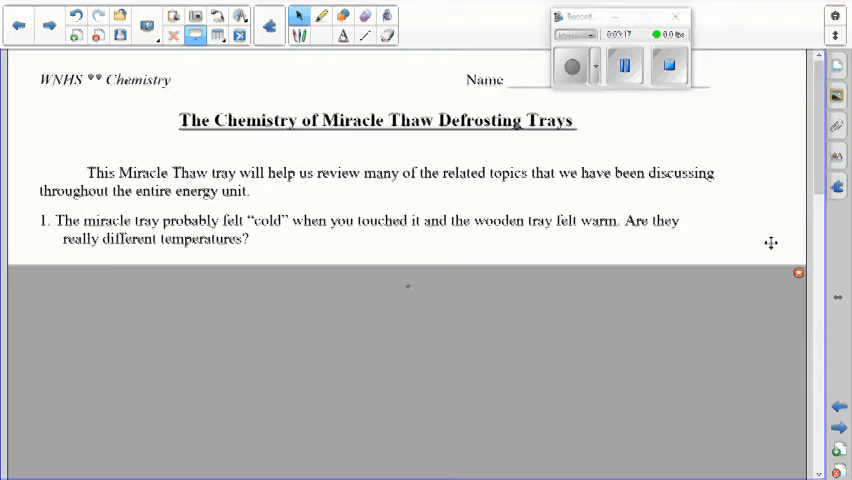 WNHS ** Chemistry Name
The Chemistry of Miracle Thaw Defrosting Trays
This Miracle Thaw tray will help us review many of the related topics that we have been discussing
throughout the entire energy unit.
1. The miracle tray probably felt “cold” when you touched it and the wooden tray felt warm. Are they
really different temperatures?